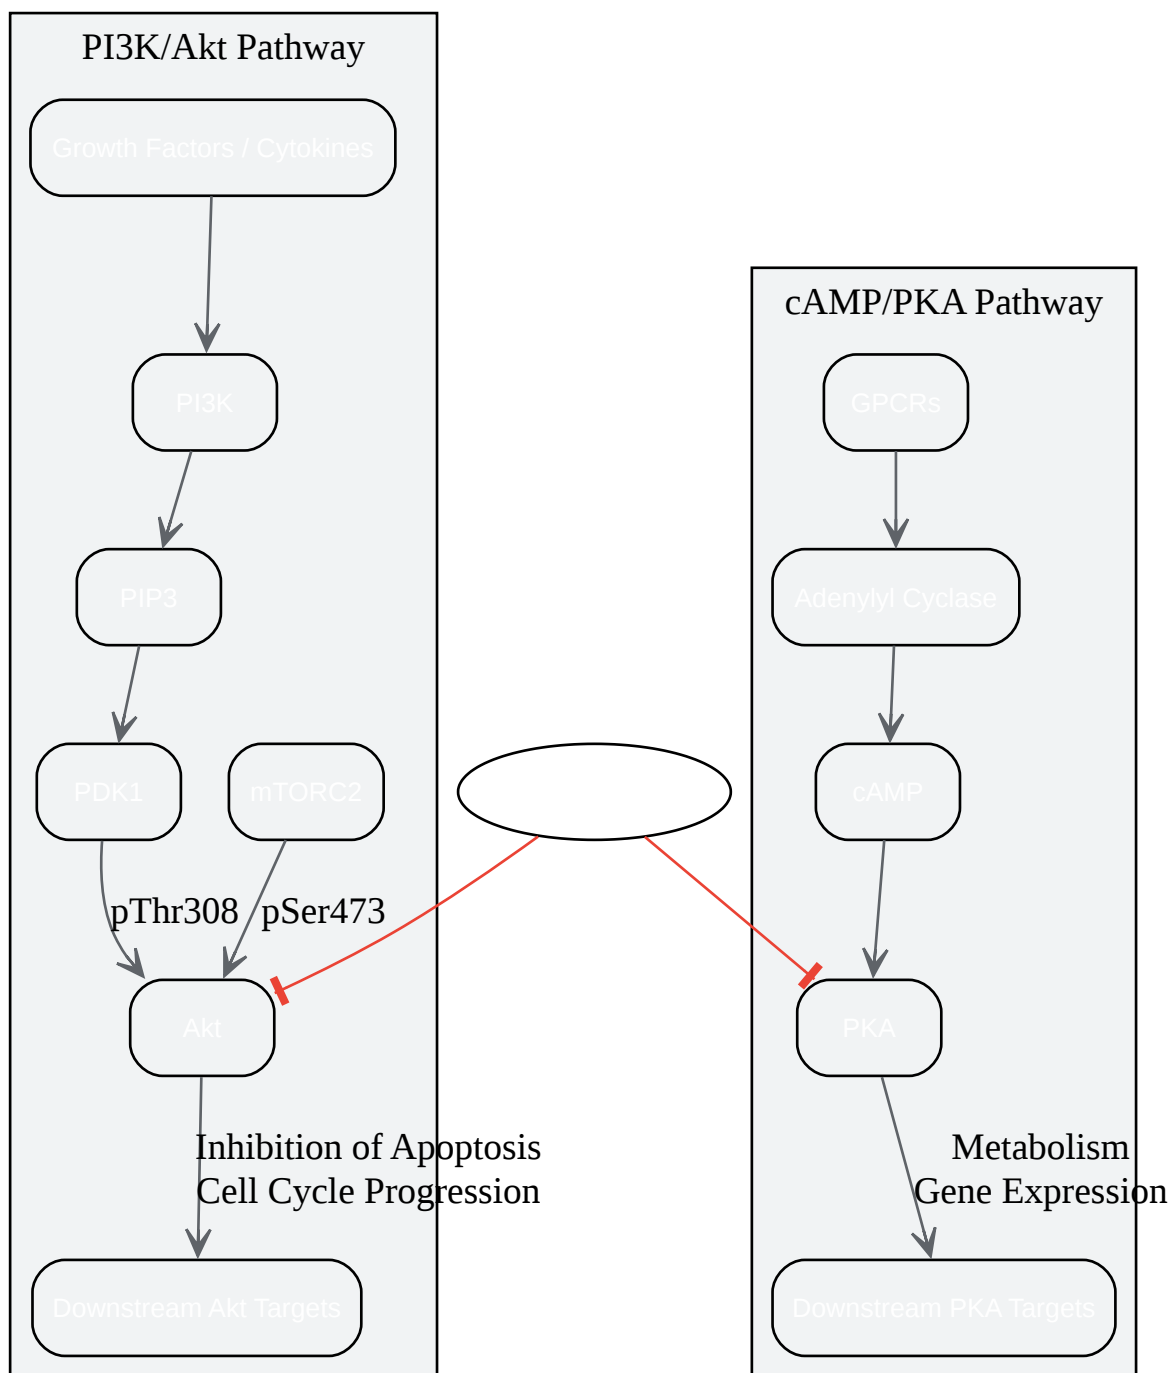 PI3K/Akt Pathway
Growth Factors / Cytokines
PI3K
PIP3
PDK1
mTORC2
pThr308
pSer473
Akt
Inhibition of Apoptosis
Cell Cycle Progression
Downstream Akt Targets
cAMP/PKA Pathway
GPCRs
Adenylyl Cyclase
cAMP
PKA
Metabolism
Gene Expression
Downstream PKA Targets